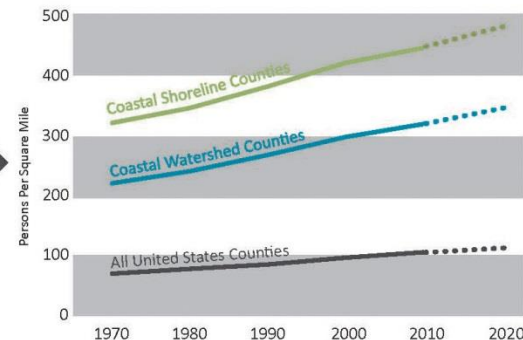 500
400
300
200
100
0
Persons Per Square Mile
Coastal Shoreline Counties
Coastal Watershed Counties
All United States Counties
1970 1980 1990 2000 2010 2020